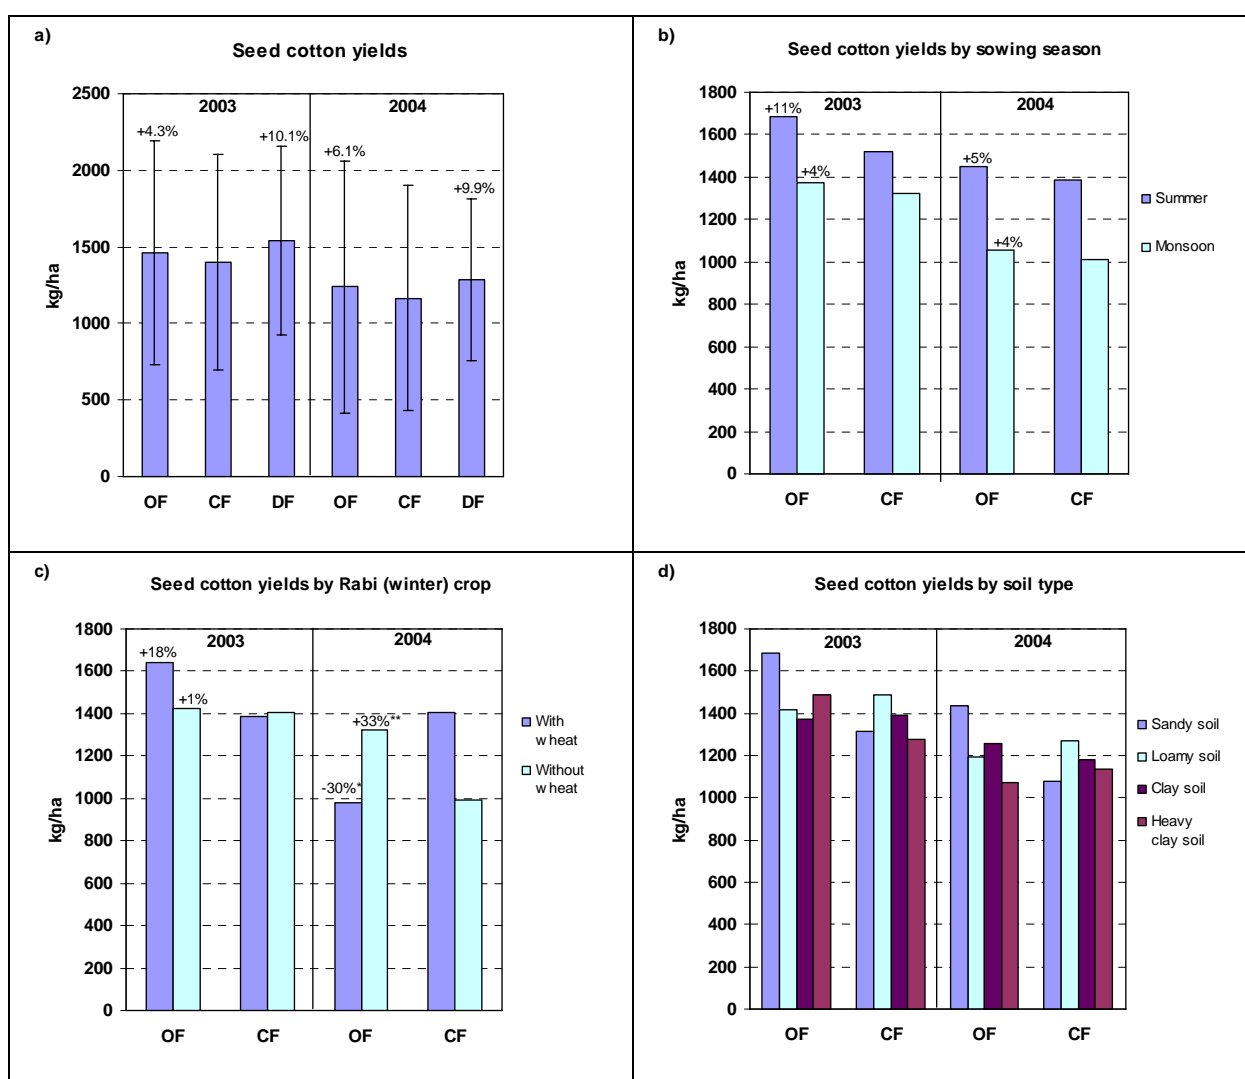 a)
Seed cotton yields
kg/ha
2500
2000
1500
1000
500
0
2003
2004
+4.3%
+10.1%
+6.1%
+9.9%
OF CF DF OF CF DF
b)
Seed cotton yields by sowing season
kg/ha
1800
1600
1400
1200
1000
800
600
400
200
0
2003
2004
+11%
+4%
+5%
+4%
OF CF OF CF
Summer
Monsoon
c)
Seed cotton yields by Rabi (winter) crop
kg/ha
1800
1600
1400
1200
1000
800
600
400
200
0
2003
2004
+18%
+1%
+33%**
-30%*
OF CF OF CF
With
wheat
Without
wheat
d)
Seed cotton yields by soil type
kg/ha
1800
1600
1400
1200
1000
800
600
400
200
0
2003
2004
OF CF OF CF
Sandy soil
Loamy soil
Clay soil
Heavy
clay soil